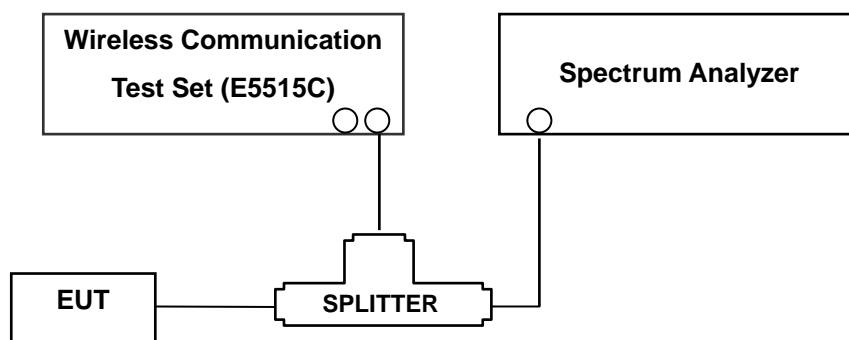 Wireless Communication
Test Set (E5515C)
Spectrum Analyzer
EUT
SPLITTER